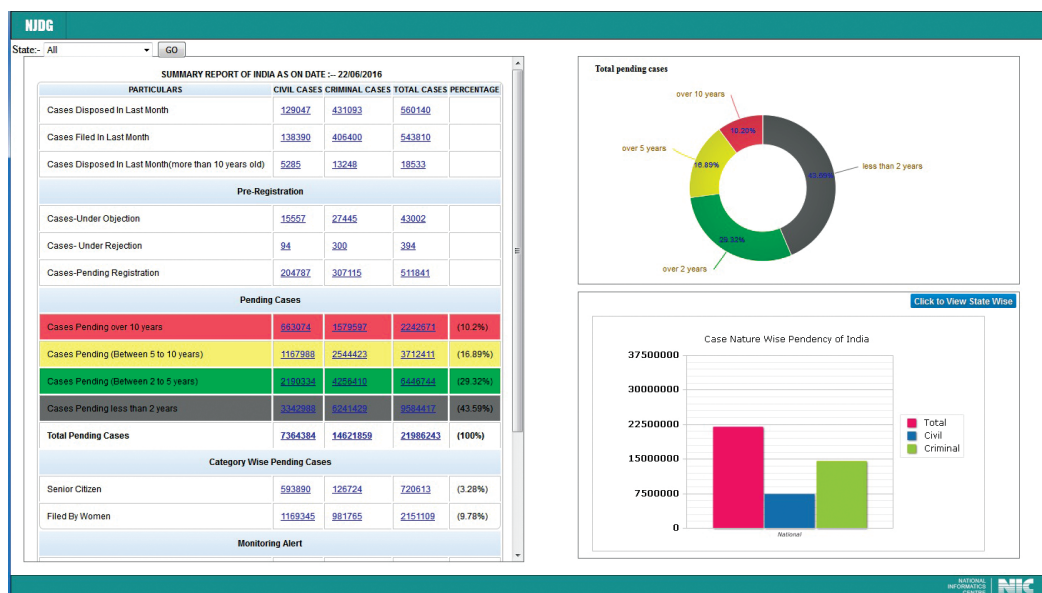 NJDG
State:- All GO
SUMMARY REPORT OF INDIA AS ON DATE :-- 22/06/2016
PARTICULARS CIVIL CASES CRIMINAL CASES TOTAL CASES PERCENTAGE
Cases Disposed In Last Month 129047 431093 560140
Cases Filed In Last Month 138390 406400 543810
Cases Disposed In Last Month(more than 10 years old) 5285 13248 18533
Pre-Registration
Cases-Under Objection 15557 27445 43002
Cases- Under Rejection 94 300 394
Cases-Pending Registration 204787 307115 511841
Pending Cases
Cases Pending over 10 years 663074 1579597 2242671 (10.2%)
Cases Pending (Between 5 to 10 years) 1167988 2544423 3712411 (16.89%)
Cases Pending (Between 2 to 5 years) 2190334 4256410 6446744 (29.32%)
Cases Pending less than 2 years 3342988 6241429 9584417 (43.59%)
Total Pending Cases 7364384 14621859 21986243 (100%)
Category Wise Pending Cases
Senior Citizen 593890 126724 720613 (3.28%)
Filed By Women 1169345 981765 2151109 (9.78%)
Monitoring Alert
Total pending cases
over 10 years
10.20%
over 5 years
16.89%
43.59%
less than 2 years
29.32%
over 2 years
Click to View State Wise
Case Nature Wise Pendency of India
37500000
30000000
22500000
15000000
7500000
0
National
Total
Civil
Criminal
NATIONAL
INFORMATICS
CENTRE
NIC